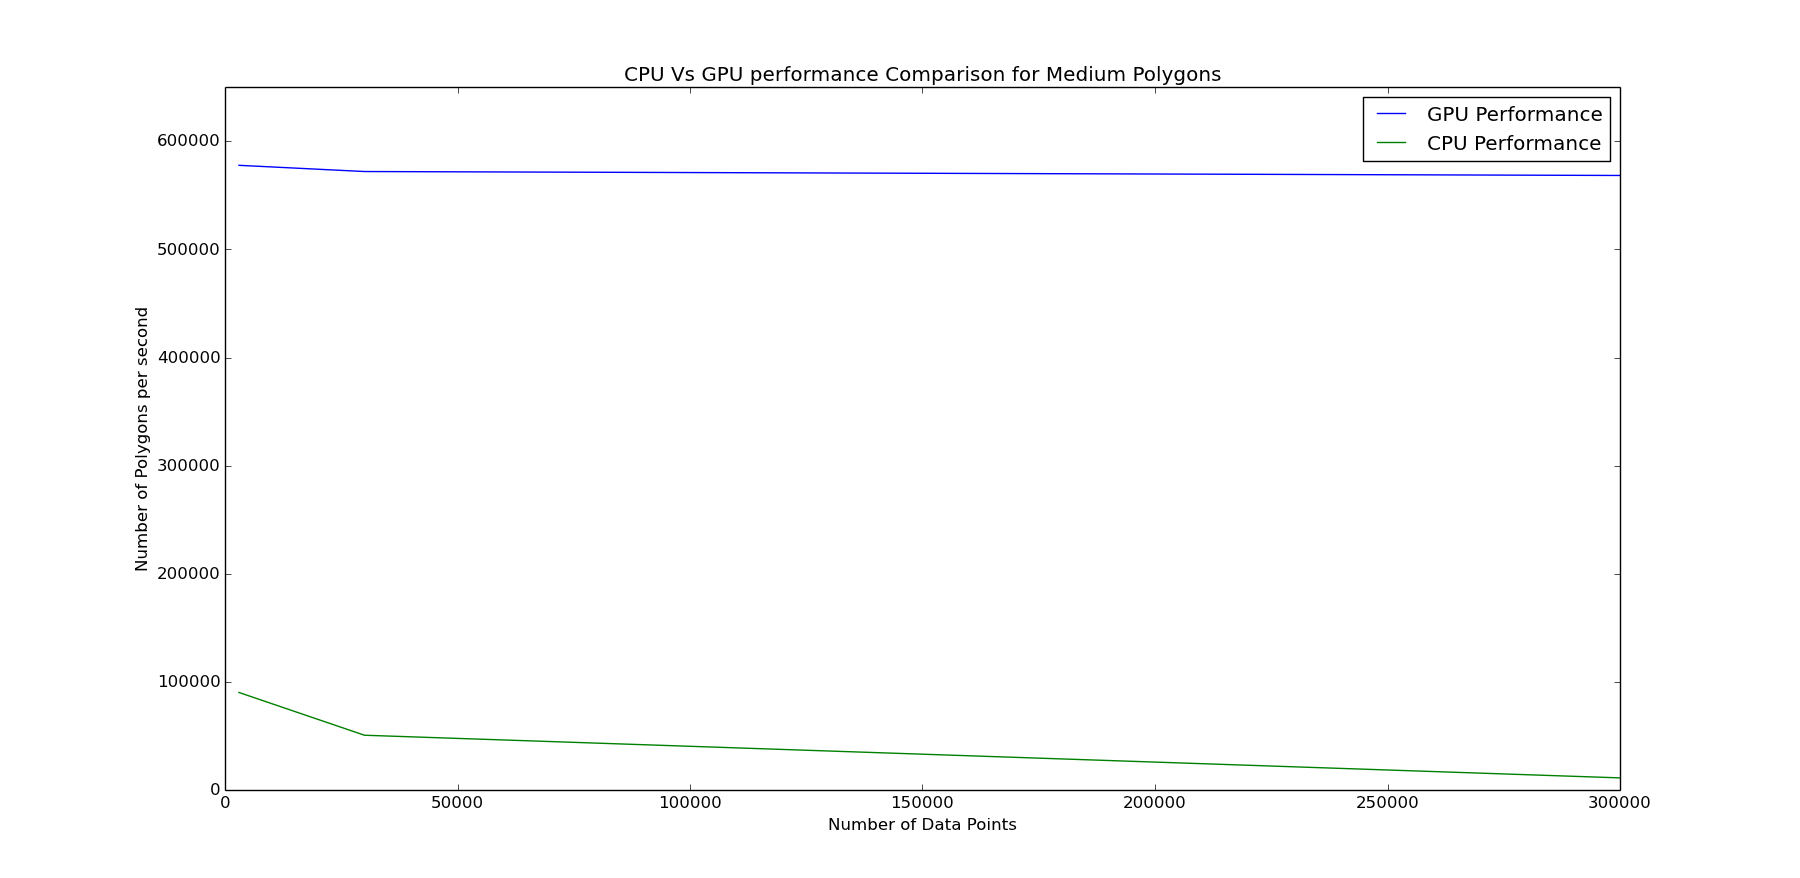 CPU Vs GPU performance Comparison for Medium Polygons
GPU Performance
CPU Performance
600000
500000
400000
300000
200000
100000
0
Number of Polygons per second
0 50000 100000 150000 200000 250000 300000
Number of Data Points